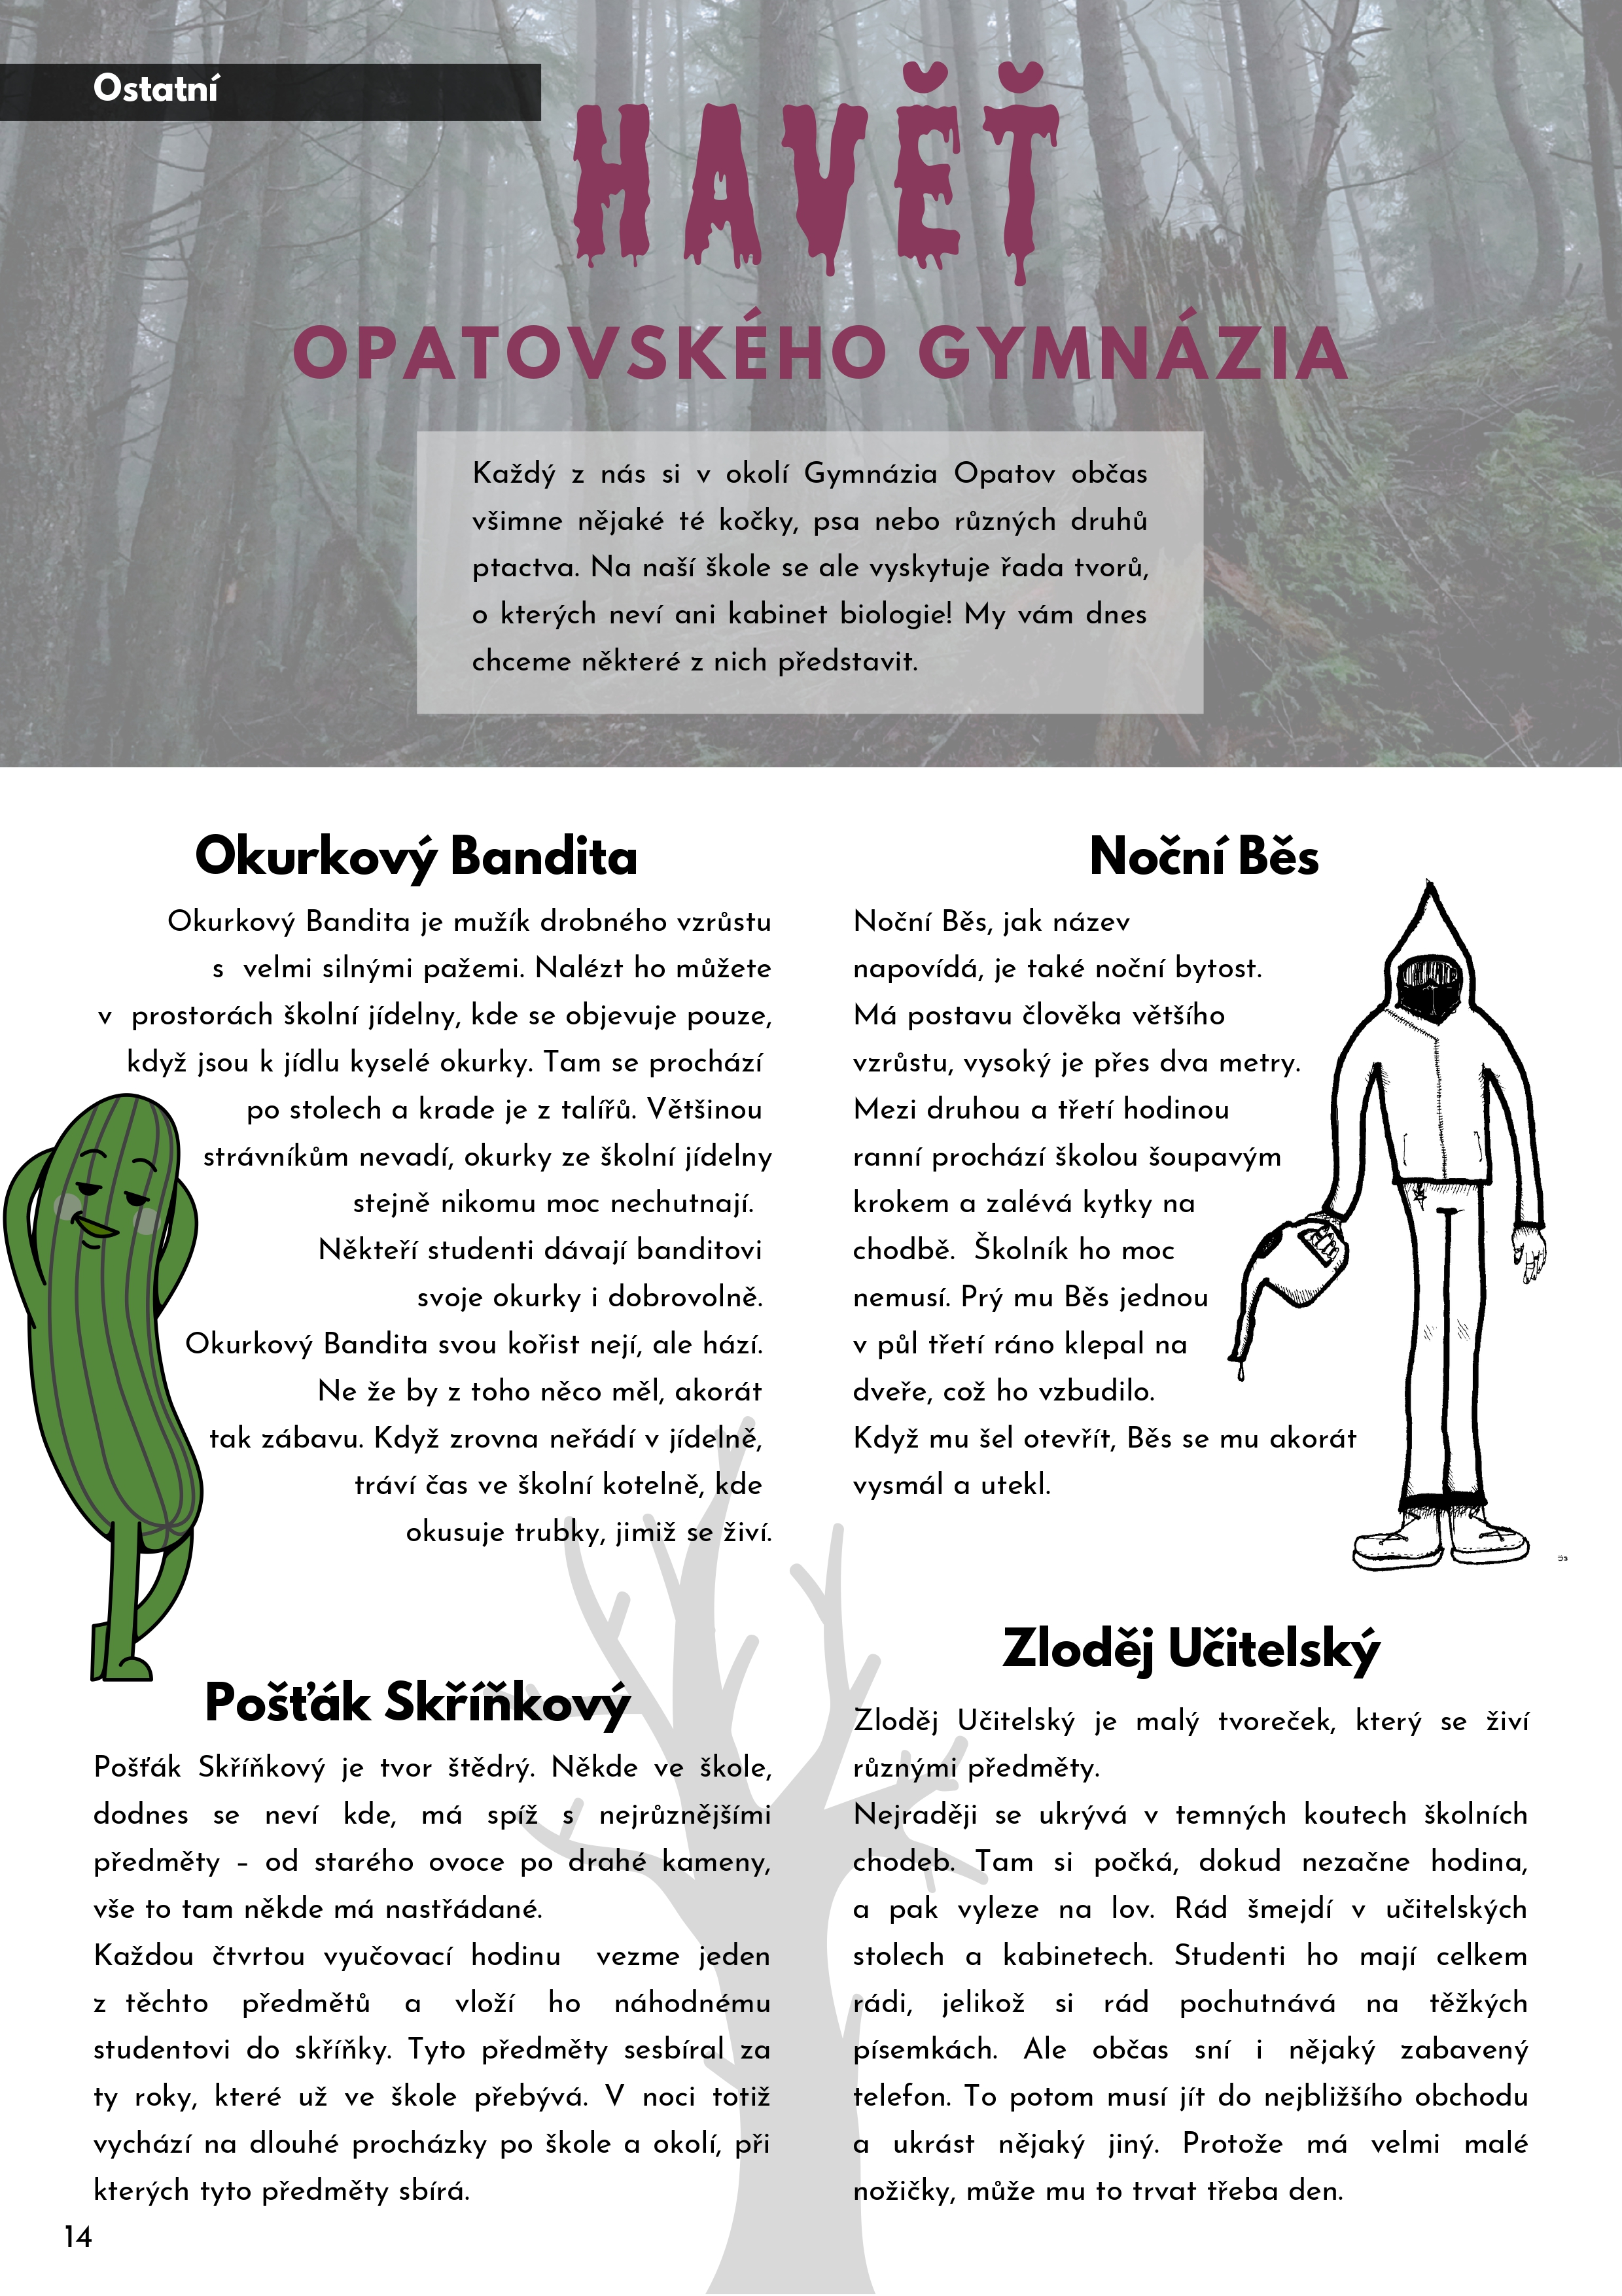 Ostatní
HAVĚŤ
OPATOVSKÉHO GYMNÁZIA
Každý z nás si v okolí Gymnázia Opatov občas
všimne nějaké té kočky, psa nebo různých druhů
ptactva. Na naší škole se ale vyskytuje řada tvorů,
o kterých neví ani kabinet biologie! My vám dnes
chceme některé z nich představit.
Okurkový Bandita
Okurkový Bandita je mužík drobného vzrůstu
s velmi silnými pažemi. Nalézt ho můžete
v prostorách školní jídelny, kde se objevuje pouze,
když jsou k jídlu kyselé okurky. Tam se prochází
po stolech a krade je z talířů. Většinou
strávníkům nevadí, okurky ze školní jídelny
stejně nikomu moc nechutnají.
Někteří studenti dávají banditovi
svoje okurky i dobrovolně.
Okurkový Bandita svou kořist nejí, ale hází.
Ne že by z toho něco měl, akorát
tak zábavu. Když zrovna neřádí v jídelně,
tráví čas ve školní kotelně, kde
okusuje trubky, jimiž se živí.
Pošťák Skříňkový
Pošťák Skříňkový je tvor štědrý. Někde ve škole,
dodnes se neví kde, má spíž s nejrůznějšími
předměty – od starého ovoce po drahé kameny,
vše to tam někde má nastřádané.
Každou čtvrtou vyučovací hodinu vezme jeden
z těchto předmětů a vloží ho náhodnému
studentovi do skříňky. Tyto předměty sesbíral za
ty roky, které už ve škole přebývá. V noci totiž
vychází na dlouhé procházky po škole a okolí, při
kterých tyto předměty sbírá.
Noční Běs
Noční Běs, jak název
napovídá, je také noční bytost.
Má postavu člověka většího
vzrůstu, vysoký je přes dva metry.
Mezi druhou a třetí hodinou
ranní prochází školou šoupavým
krokem a zalévá kytky na
chodbě. Školník ho moc
nemusí. Prý mu Běs jednou
v půl třetí ráno klepal na
dveře, což ho vzbudilo.
Když mu šel otevřít, Běs se mu akorát
vysmál a utekl.
Zloděj Učitelský
Zloděj Učitelský je malý tvoreček, který se živí
různými předměty.
Nejraději se ukrývá v temných koutech školních
chodeb. Tam si počká, dokud nezačne hodina,
a pak vyleze na lov. Rád šmejdí v učitelských
stolech a kabinetech. Studenti ho mají celkem
rádi, jelikož si rád pochutnává na těžkých
písemkách. Ale občas sní i nějaký zabavený
telefon. To potom musí jít do nejbližšího obchodu
a ukrást nějaký jiný. Protože má velmi malé
nožičky, může mu to trvat třeba den.
14